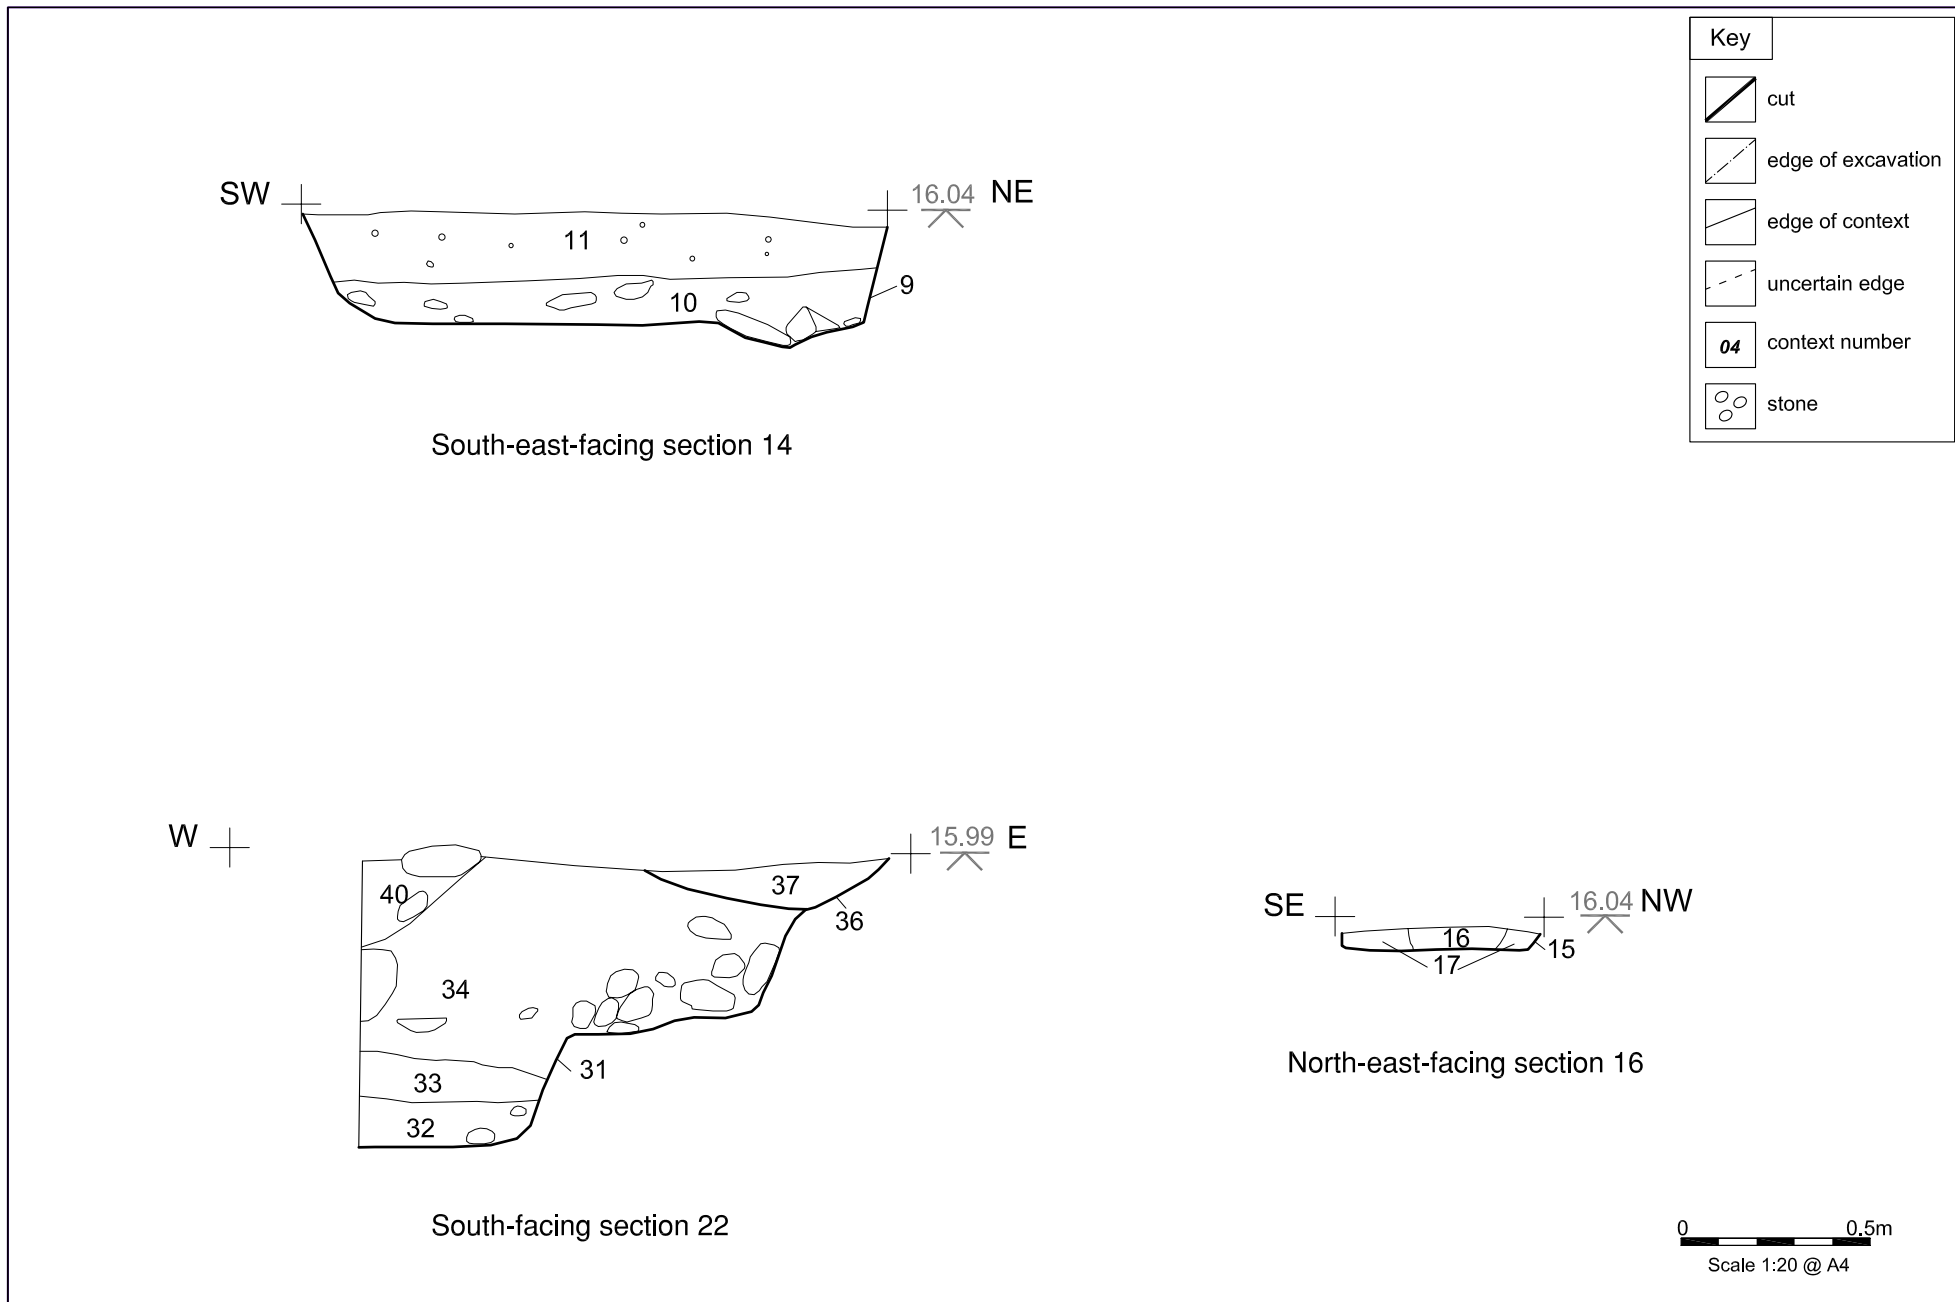 Key
cut
edge of excavation
edge of context
uncertain edge
04 context number
stone
SW 16.04 NE
11
10
9
South-east-facing section 14
W 15.99 E
40
37
36
34
31
33
32
South-facing section 22
SE 16.04 NW
16
15
17
North-east-facing section 16
0 0.5m
Scale 1:20 @ A4